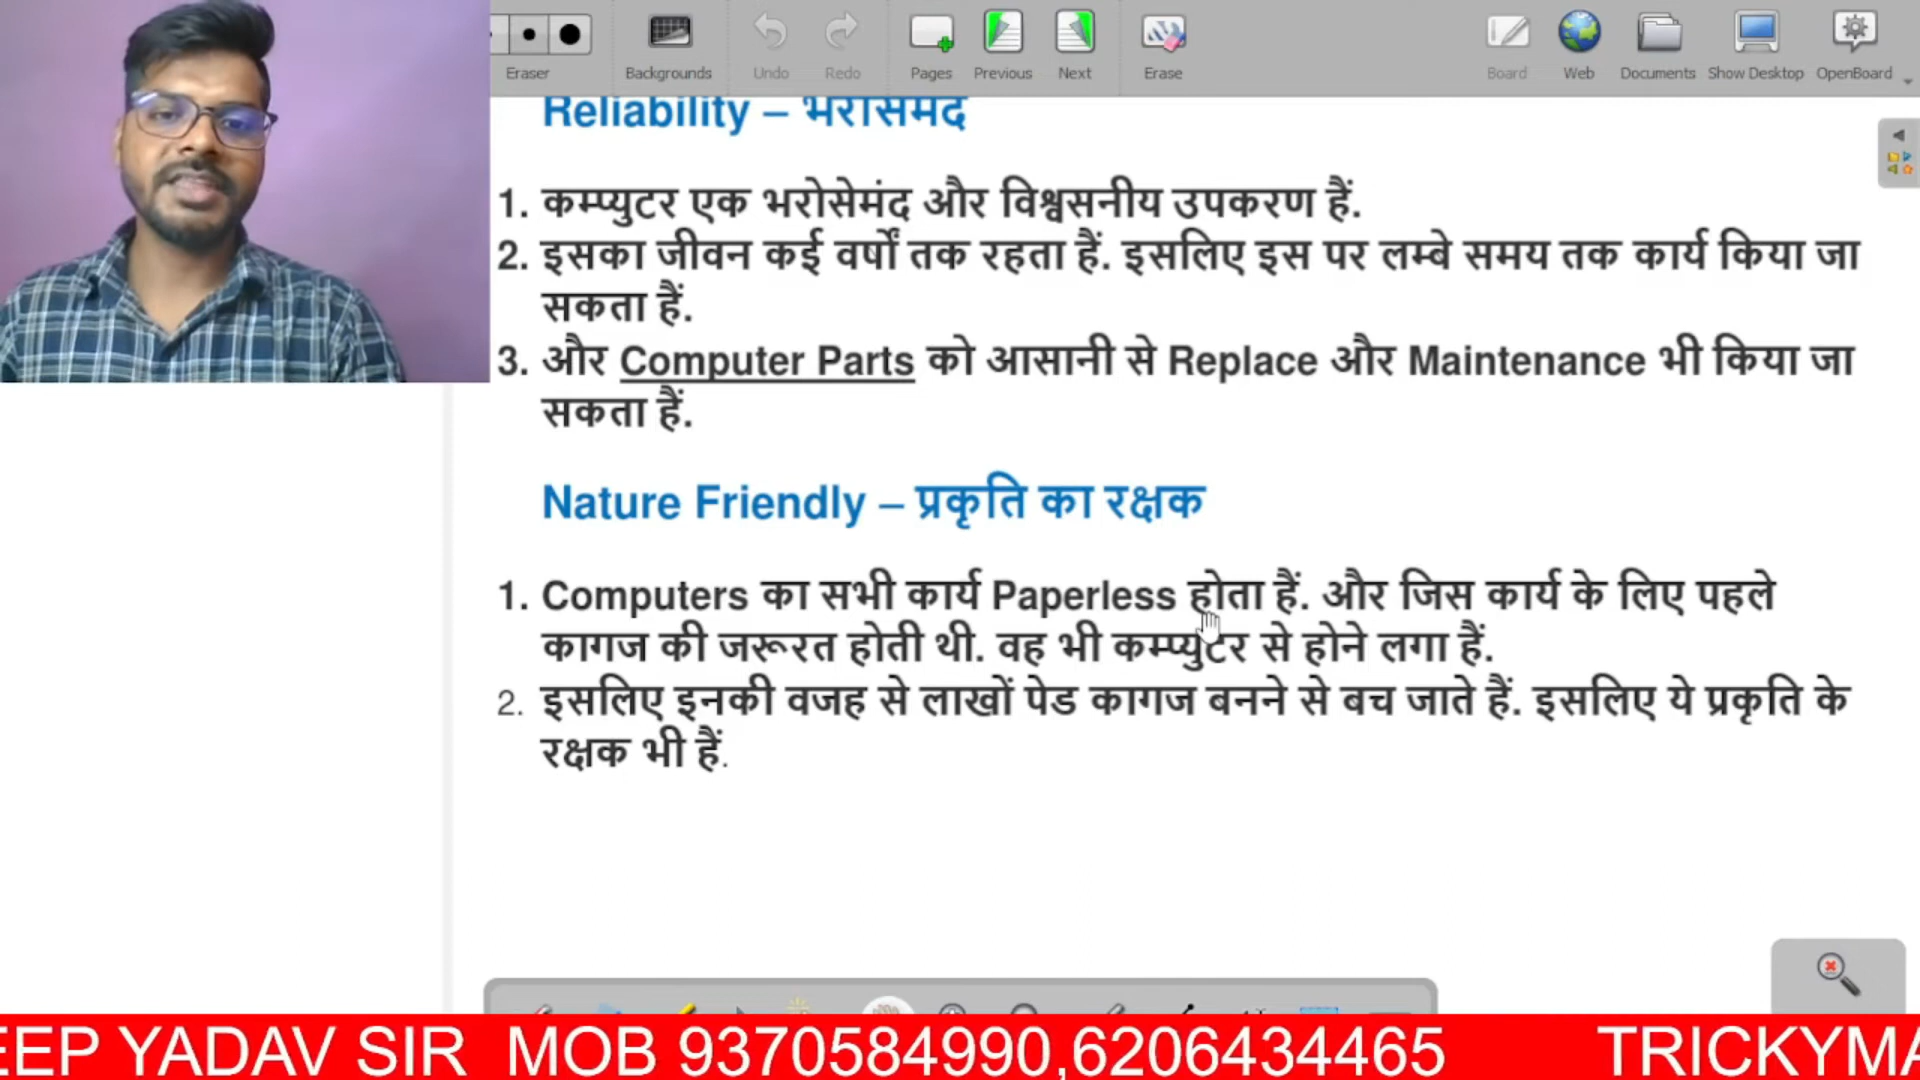 Eraser
Backgrounds
Undo
Redo
Pages
Previous
Next
Erase
Board
Web
Documents
Show Desktop
OpenBoard
Reliability – भरोसेमंद
1. कम्प्युटर एक भरोसेमंद और विश्वसनीय उपकरण हैं.
2. इसका जीवन कई वर्षों तक रहता हैं. इसलिए इस पर लम्बे समय तक कार्य किया जा
सकता हैं.
3. और Computer Parts को आसानी से Replace और Maintenance भी किया जा
सकता हैं.
Nature Friendly – प्रकृति का रक्षक
1. Computers का सभी कार्य Paperless होता हैं. और जिस कार्य के लिए पहले
कागज की जरूरत होती थी. वह भी कम्प्युटर से होने लगा हैं.
2. इसलिए इनकी वजह से लाखों पेड कागज बनने से बच जाते हैं. इसलिए ये प्रकृति के
रक्षक भी हैं.
EEP YADAV SIR MOB 9370584990,6206434465 TRICKYMA